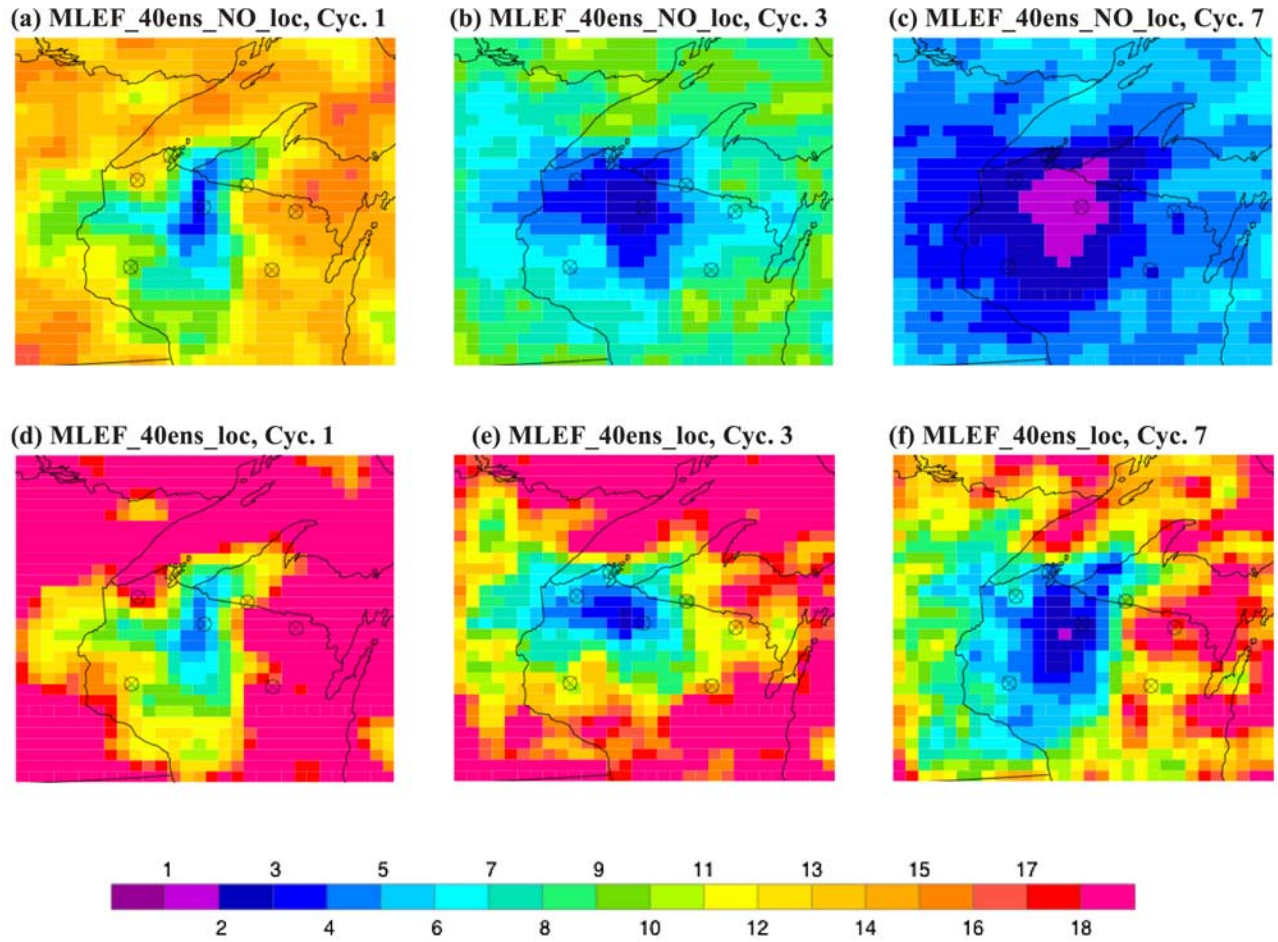 (a) MLEF_40ens_NO_loc, Cyc. 1
(b) MLEF_40ens_NO_loc, Cyc. 3
(c) MLEF_40ens_NO_loc, Cyc. 7
(d) MLEF_40ens_loc, Cyc. 1
(e) MLEF_40ens_loc, Cyc. 3
(f) MLEF_40ens_loc, Cyc. 7
1 3 5 7 9 11 13 15 17
2 4 6 8 10 12 14 16 18